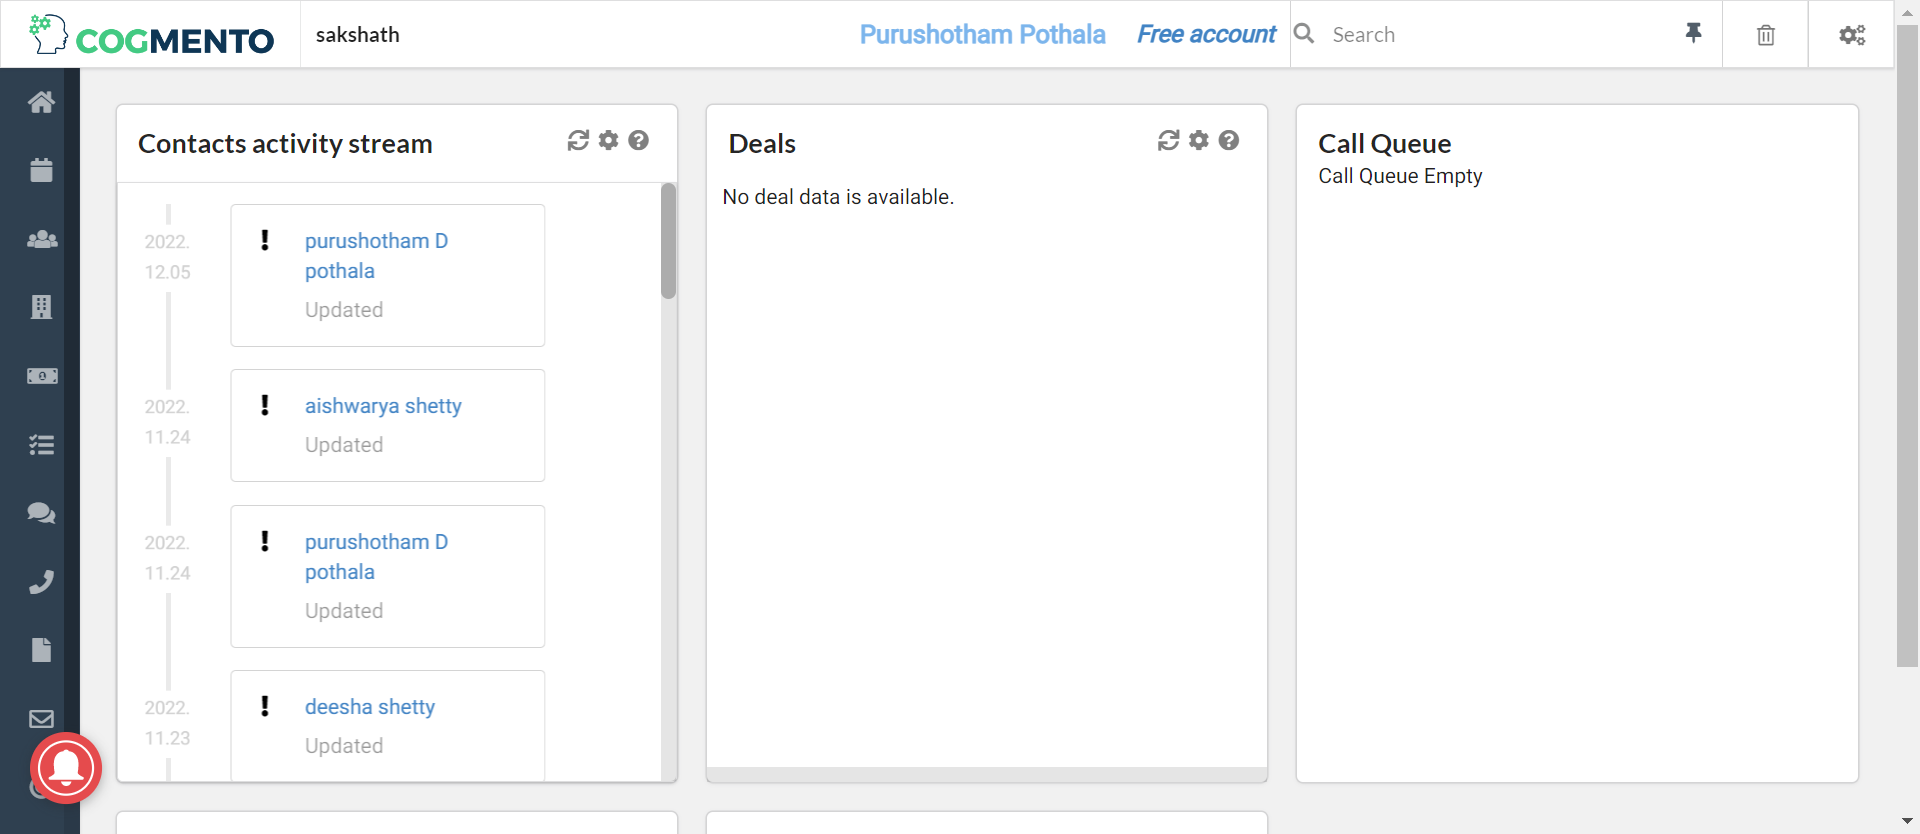 COGMENTO
sakshath
Purushotham Pothala
Free account
Search
Contacts activity stream
2022.
12.05
purushotham D
pothala
Updated
2022.
11.24
aishwarya shetty
Updated
2022.
11.24
purushotham D
pothala
Updated
2022.
11.23
deesha shetty
Updated
Deals
No deal data is available.
Call Queue
Call Queue Empty